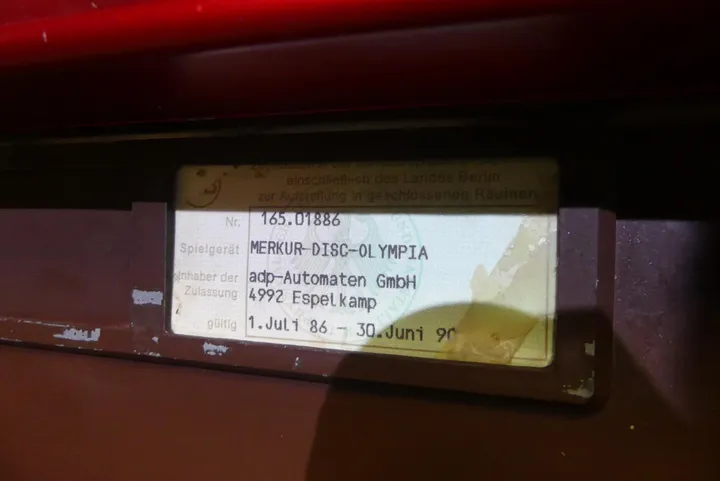 einschließlich des Landes Berlin
zur Aufstellung in geschlossenen Räumen
Nr. 165.01886
Spielgerät MERKUR-DISC-OLYMPIA
Inhaber der Zulassung adp-Automaten GmbH
4992 Espelkamp
gültig 1.Juli 86 - 30.Juni 90